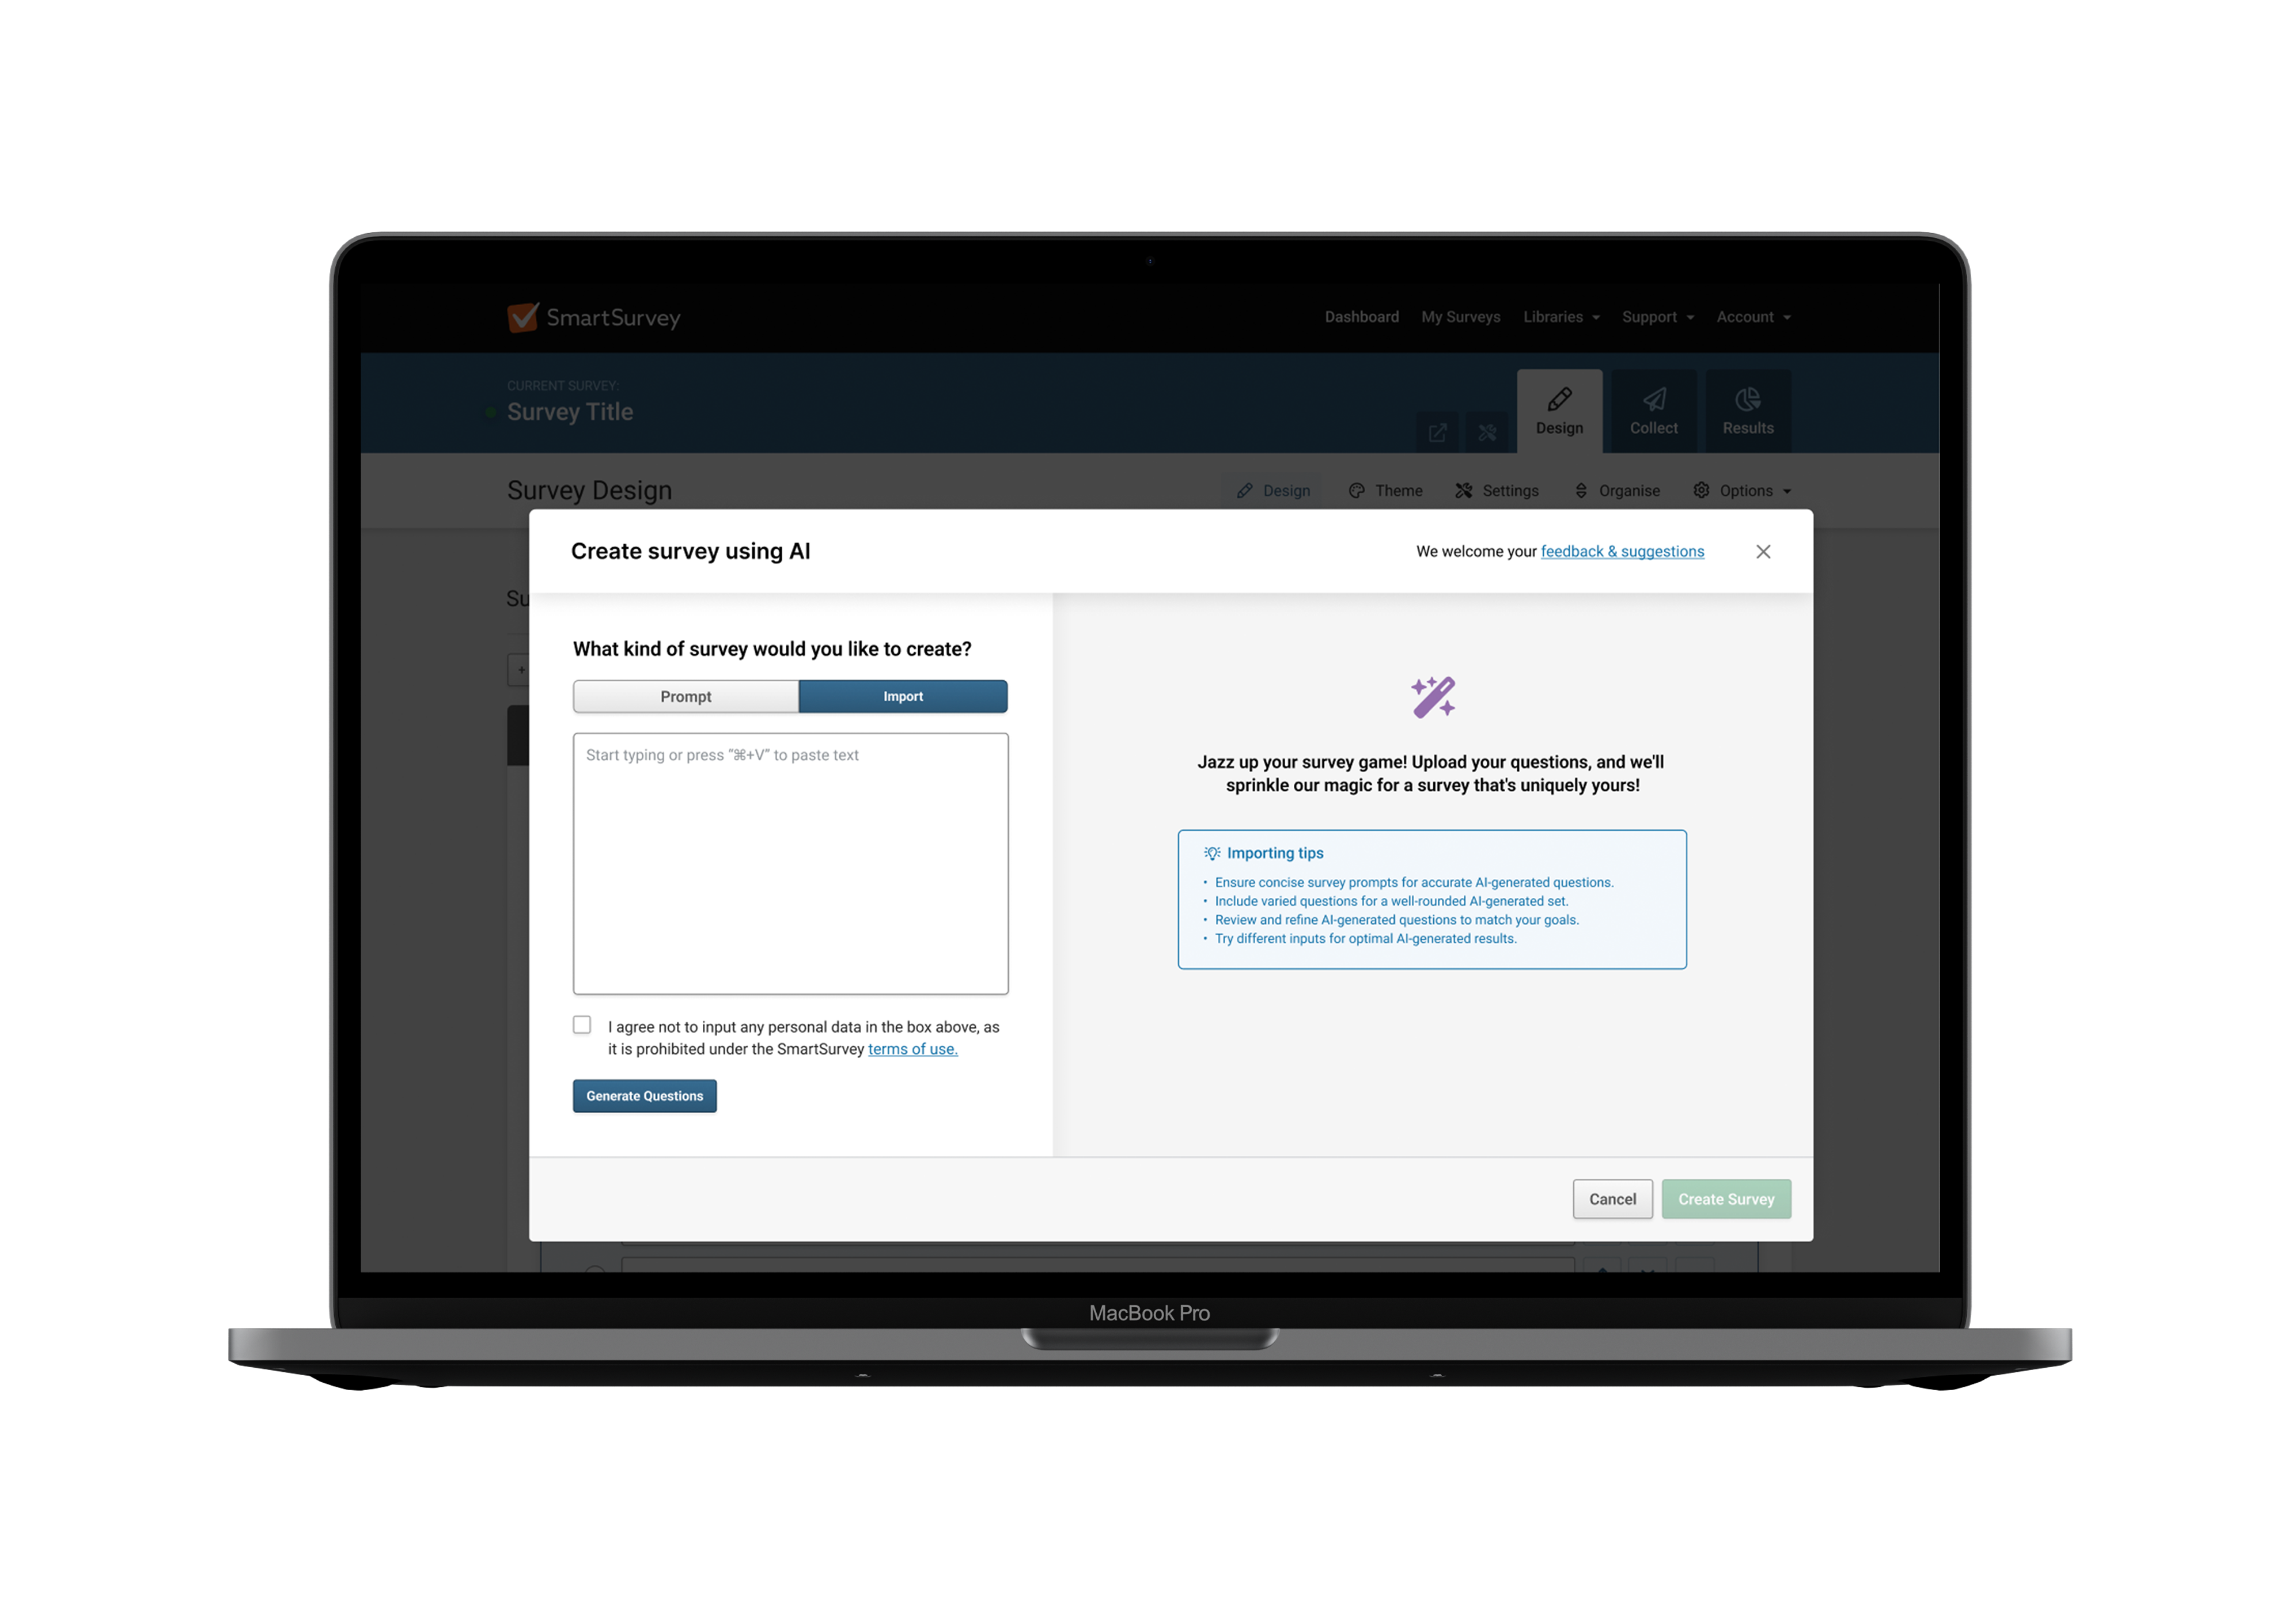 SmartSurvey
Dashboard My Surveys Libraries Support Account
CURRENT SURVEY:
Survey Title
Design Collect Results
Survey Design
Design Theme Settings Organise Options
Create survey using AI
We welcome your feedback & suggestions
Su
What kind of survey would you like to create?
Prompt Import
+
Start typing or press "⌘+V" to paste text
I agree not to input any personal data in the box above, as
it is prohibited under the SmartSurvey terms of use.
Generate Questions
Jazz up your survey game! Upload your questions, and we'll
sprinkle our magic for a survey that's uniquely yours!
Importing tips
• Ensure concise survey prompts for accurate AI-generated questions.
• Include varied questions for a well-rounded AI-generated set.
• Review and refine AI-generated questions to match your goals.
• Try different inputs for optimal AI-generated results.
Cancel Create Survey
MacBook Pro